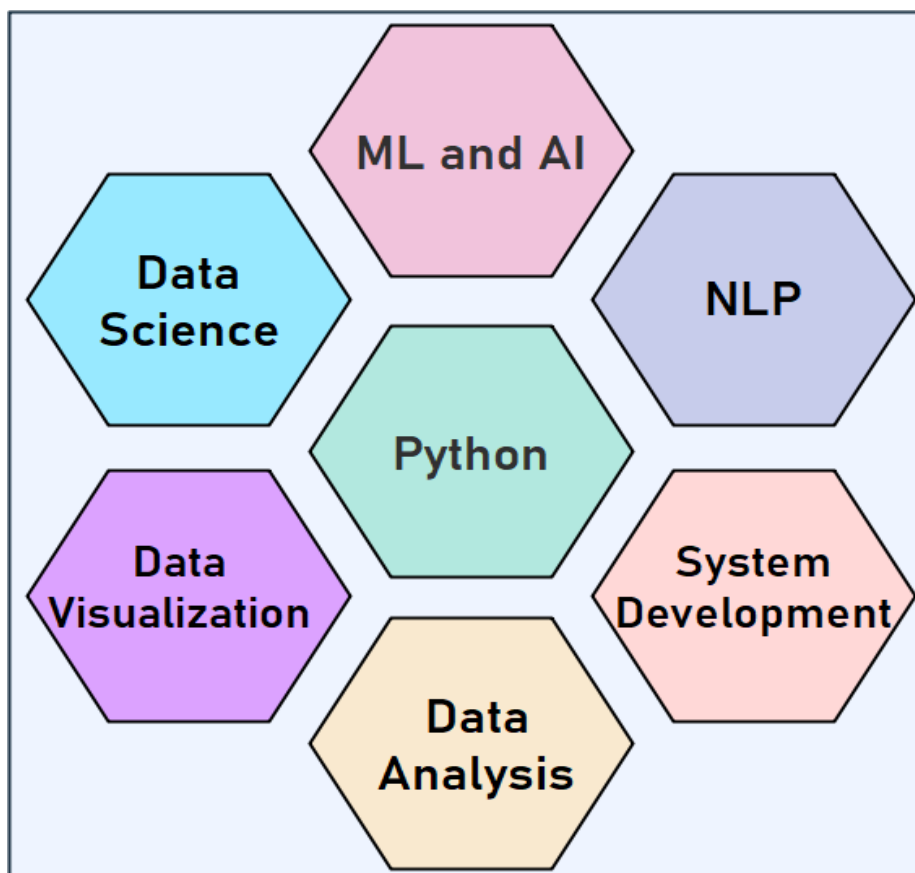 ML and AI
Data
Science
NLP
Python
Data
Visualization
System
Development
Data
Analysis